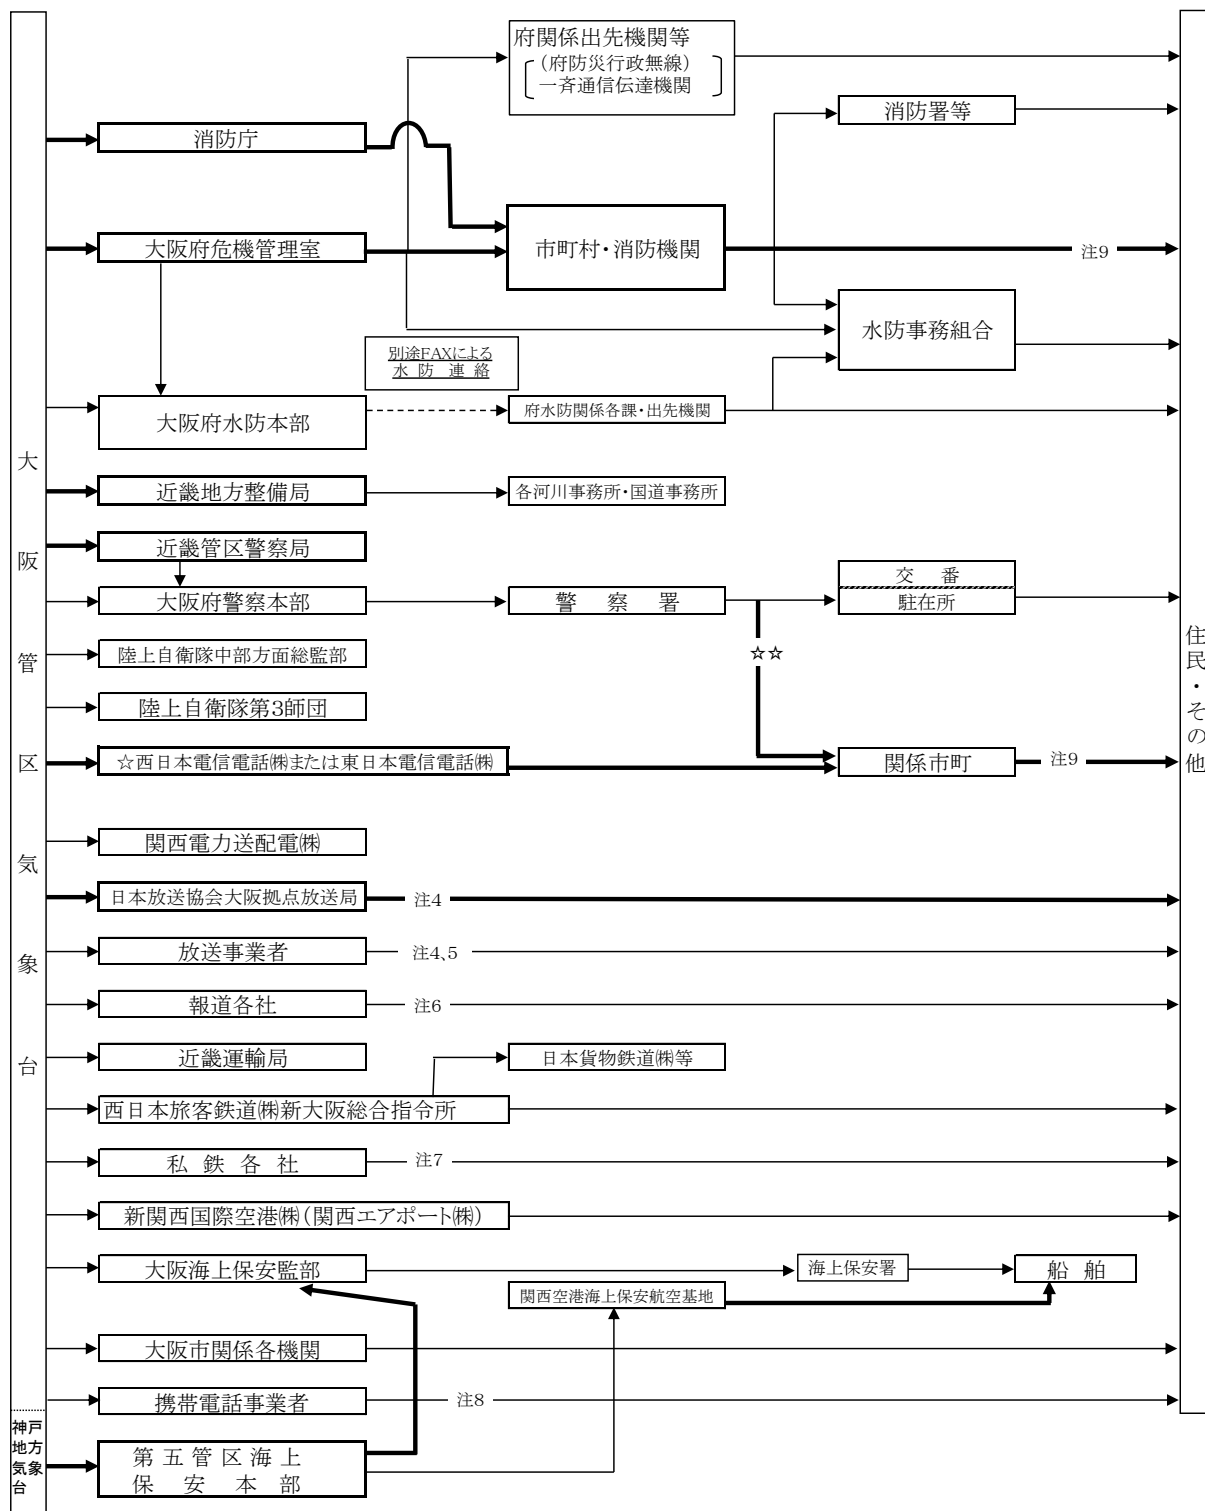 府関係出先機関等
（府防災行政無線）
一斉通信伝達機関
消防署等
消防庁
大阪府危機管理室
市町村・消防機関
注9
水防事務組合
別途FAXによる
水防連絡
大阪府水防本部
府水防関係各課・出先機関
近畿地方整備局
各河川事務所・国道事務所
近畿管区警察局
大阪府警察本部
警察署
交番
駐在所
陸上自衛隊中部方面総監部
☆☆
陸上自衛隊第3師団
☆西日本電信電話㈱または東日本電信電話㈱
関係市町
注9
関西電力送配電㈱
日本放送協会大阪拠点放送局
注4
放送事業者
注4、5
報道各社
注6
近畿運輸局
日本貨物鉄道㈱等
西日本旅客鉄道㈱新大阪総合指令所
私鉄各社
注7
新関西国際空港㈱（関西エアポート㈱）
大阪海上保安監部
海上保安署
船舶
関西空港海上保安航空基地
大阪市関係各機関
携帯電話事業者
注8
第五管区海上
保安本部
大阪管区気象台
神戸
地方
気象
台
住民・その他